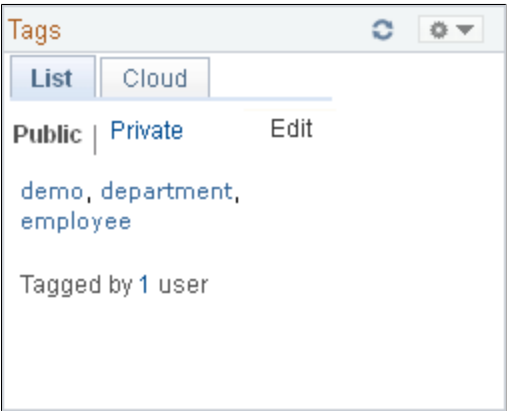 Tags
List Cloud
Public | Private Edit
demo, department,
employee
Tagged by 1 user